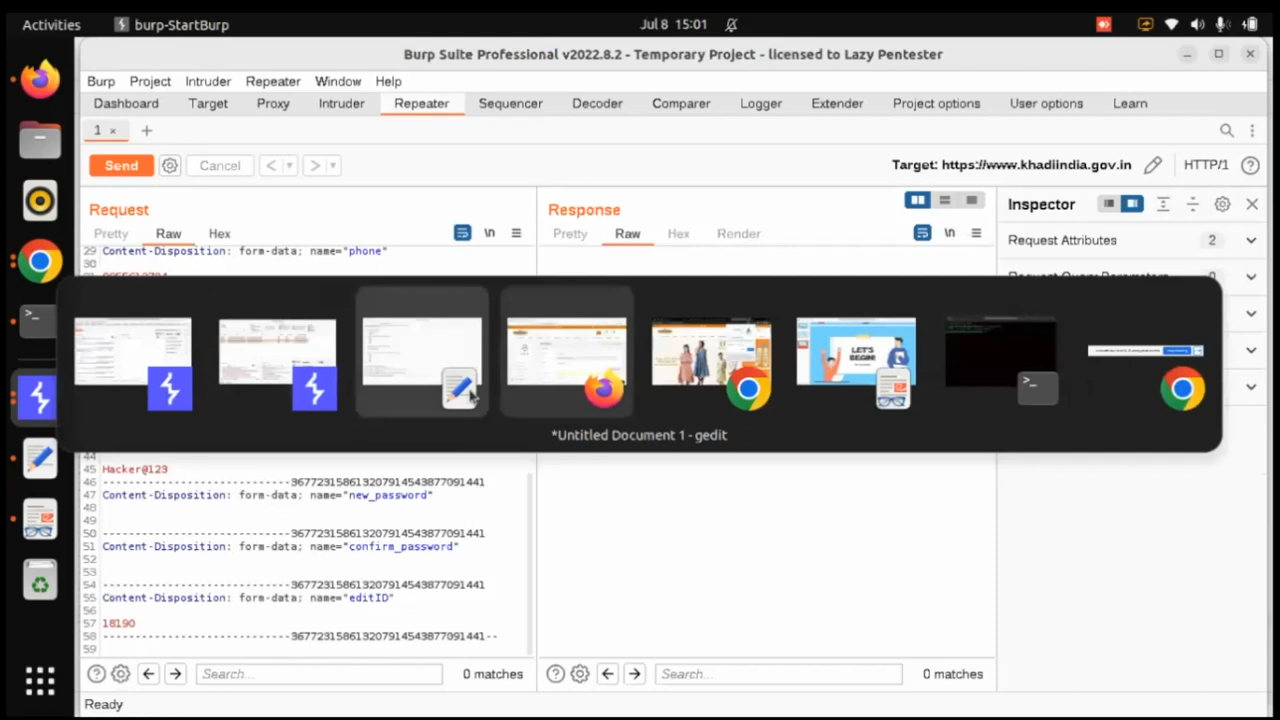 Activities burp-StartBurp Jul 8 15:01
Burp Suite Professional v2022.8.2 - Temporary Project - licensed to Lazy Pentester
Burp Project Intruder Repeater Window Help
Dashboard Target Proxy Intruder Repeater Sequencer Decoder Comparer Logger Extender Project options User options Learn
1 × +
Send Cancel < > Target: https://www.khadiindia.gov.in HTTP/1
Request Response Inspector
Pretty Raw Hex \n Pretty Raw Hex Render \n
Request Attributes 2
29 Content-Disposition: form-data; name="phone"
30
LET'S
BEGIN!
*Untitled Document 1 - gedit
44
45 Hacker@123
46 -----------------------------36772315861320791454387709​1441
47 Content-Disposition: form-data; name="new_password"
48
49
50 -----------------------------367723158613207914543877091441
51 Content-Disposition: form-data; name="confirm_password"
52
53
54 -----------------------------367723158613207914543877091441
55 Content-Disposition: form-data; name="editID"
56
57 18190
58 -----------------------------367723158613207914543877091441--
59
Search... 0 matches Search... 0 matches
Ready